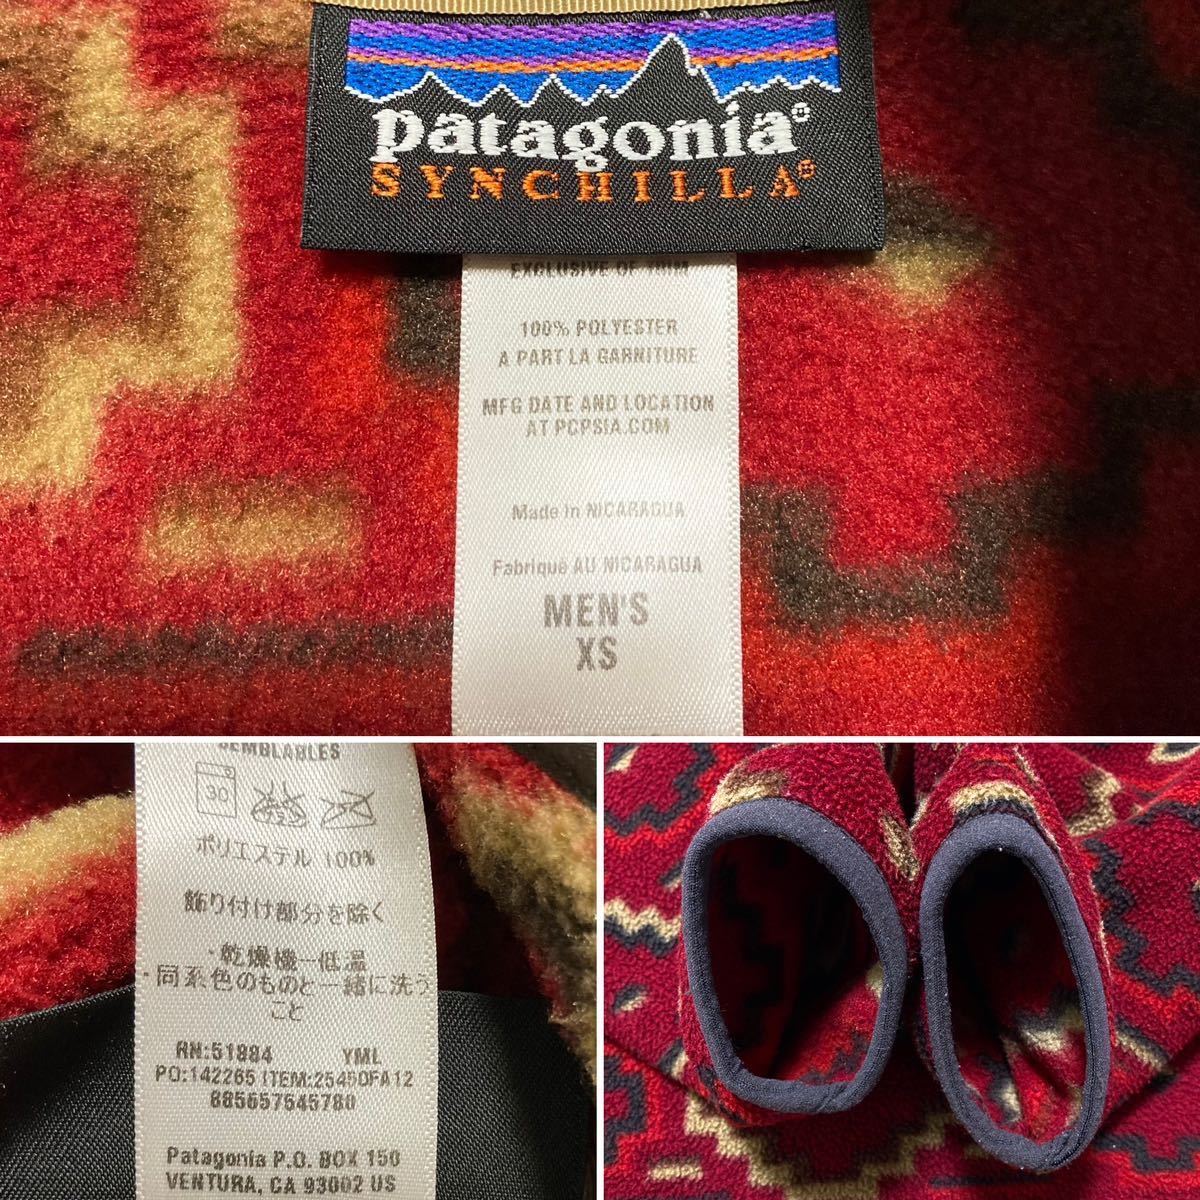 patagonia®
SYNCHILLA®
EXCLUSIVE OF TRIM
100% POLYESTER
A PART LA GARNITURE
MFG DATE AND LOCATION
AT PCPSIA.COM
Made in NICARAGUA
Fabriqué AU NICARAGUA
MEN'S
XS
SEMBLABLES
30
ポリエステル 100%
飾り付け部分を除く
・乾燥機ー低温
・同系色のものと一緒に洗う
こと
RN:51884 YML
PO:142265 ITEM:25450FA12
885657545780
Patagonia P.O. BOX 150
VENTURA, CA 93002 US